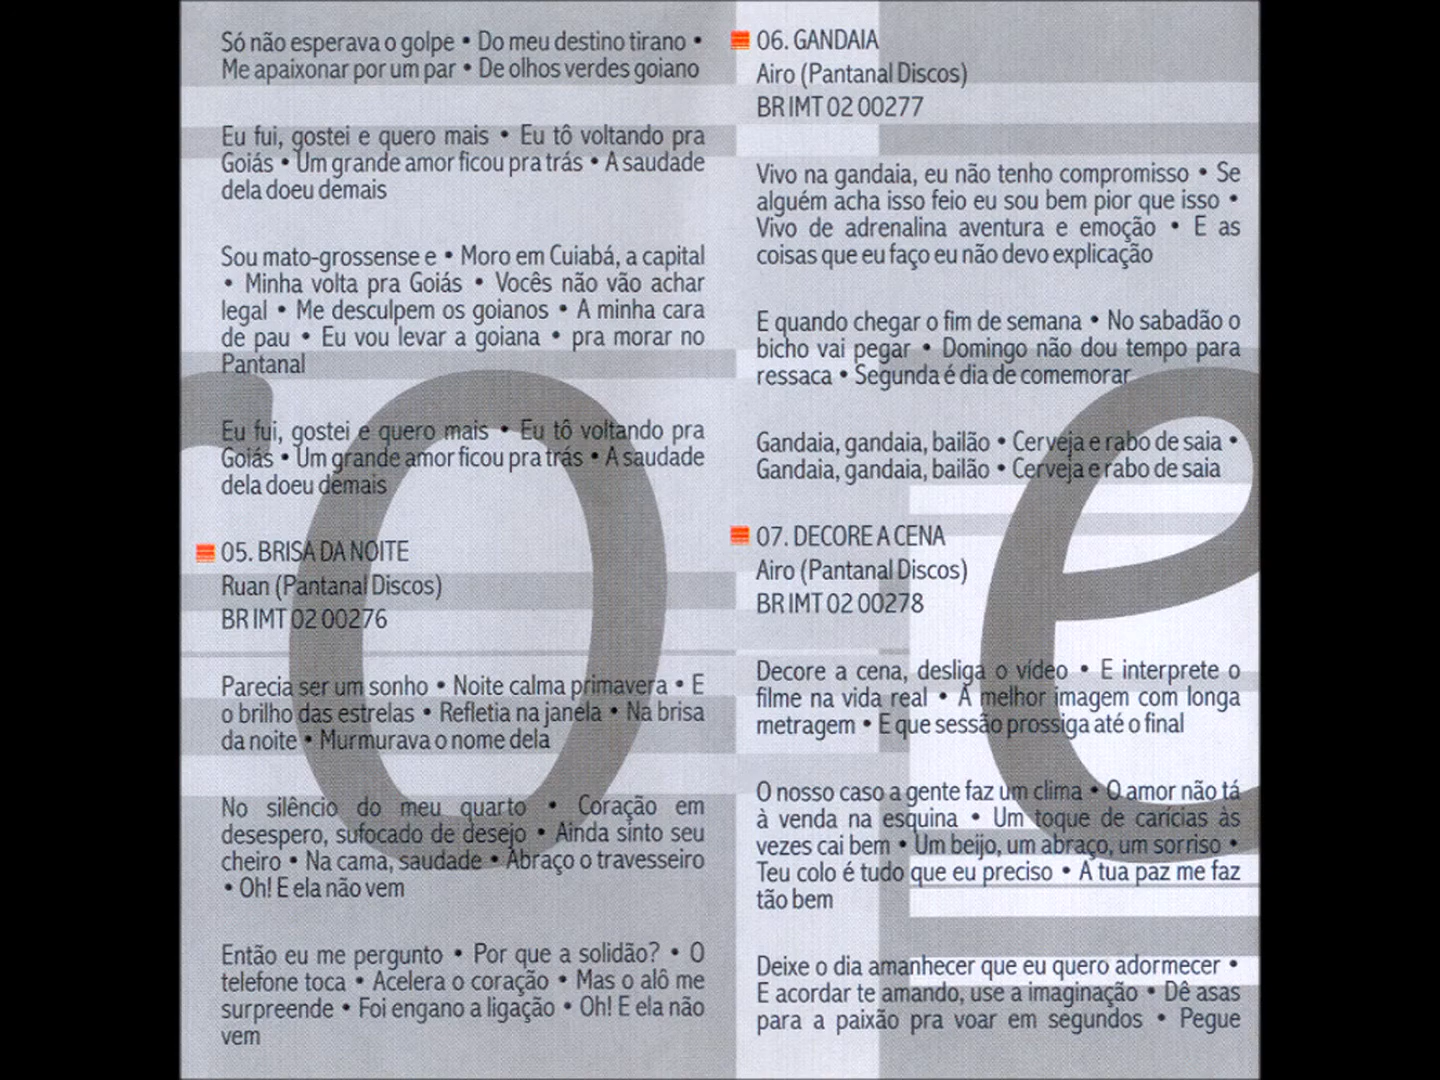 Só não esperava o golpe • Do meu destino tirano •
Me apaixonar por um par • De olhos verdes goiano
Eu fui, gostei e quero mais • Eu tô voltando pra
Goiás • Um grande amor ficou pra trás • A saudade
dela doeu demais
Sou mato-grossense e • Moro em Cuiabá, a capital
• Minha volta pra Goiás • Vocês não vão achar
legal • Me desculpem os goianos • A minha cara
de pau • Eu vou levar a goiana • pra morar no
Pantanal
Eu fui, gostei e quero mais • Eu tô voltando pra
Goiás • Um grande amor ficou pra trás • A saudade
dela doeu demais
05. BRISA DA NOITE
Ruan (Pantanal Discos)
BR IMT 02 00276
Parecia ser um sonho • Noite calma primavera • E
o brilho das estrelas • Refletia na janela • Na brisa
da noite • Murmurava o nome dela
No silêncio do meu quarto • Coração em
desespero, sufocado de desejo • Ainda sinto seu
cheiro • Na cama, saudade • Abraço o travesseiro
• Oh! E ela não vem
Então eu me pergunto • Por que a solidão? • O
telefone toca • Acelera o coração • Mas o alô me
surpreende • Foi engano a ligação • Oh! E ela não
vem
06. GANDAIA
Airo (Pantanal Discos)
BR IMT 02 00277
Vivo na gandaia, eu não tenho compromisso • Se
alguém acha isso feio eu sou bem pior que isso •
Vivo de adrenalina aventura e emoção • E as
coisas que eu faço eu não devo explicação
E quando chegar o fim de semana • No sabadão o
bicho vai pegar • Domingo não dou tempo para
ressaca • Segunda é dia de comemorar
Gandaia, gandaia, bailão • Cerveja e rabo de saia •
Gandaia, gandaia, bailão • Cerveja e rabo de saia
07. DECORE A CENA
Airo (Pantanal Discos)
BR IMT 02 00278
Decore a cena, desliga o vídeo • E interprete o
filme na vida real • A melhor imagem com longa
metragem • E que sessão prossiga até o final
O nosso caso a gente faz um clima • O amor não tá
à venda na esquina • Um toque de carícias às
vezes cai bem • Um beijo, um abraço, um sorriso •
Teu colo é tudo que eu preciso • A tua paz me faz
tão bem
Deixe o dia amanhecer que eu quero adormecer •
E acordar te amando, use a imaginação • Dê asas
para a paixão pra voar em segundos • Pegue